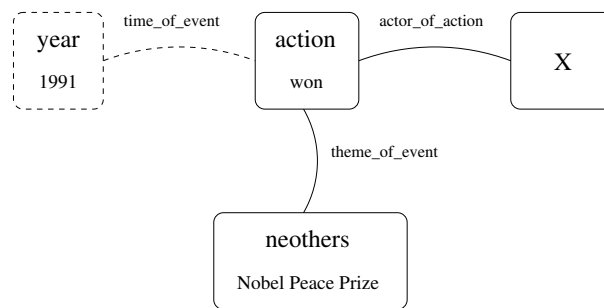 time_of_event
actor_of_action
year
1991
action
won
X
theme_of_event
neothers
Nobel Peace Prize